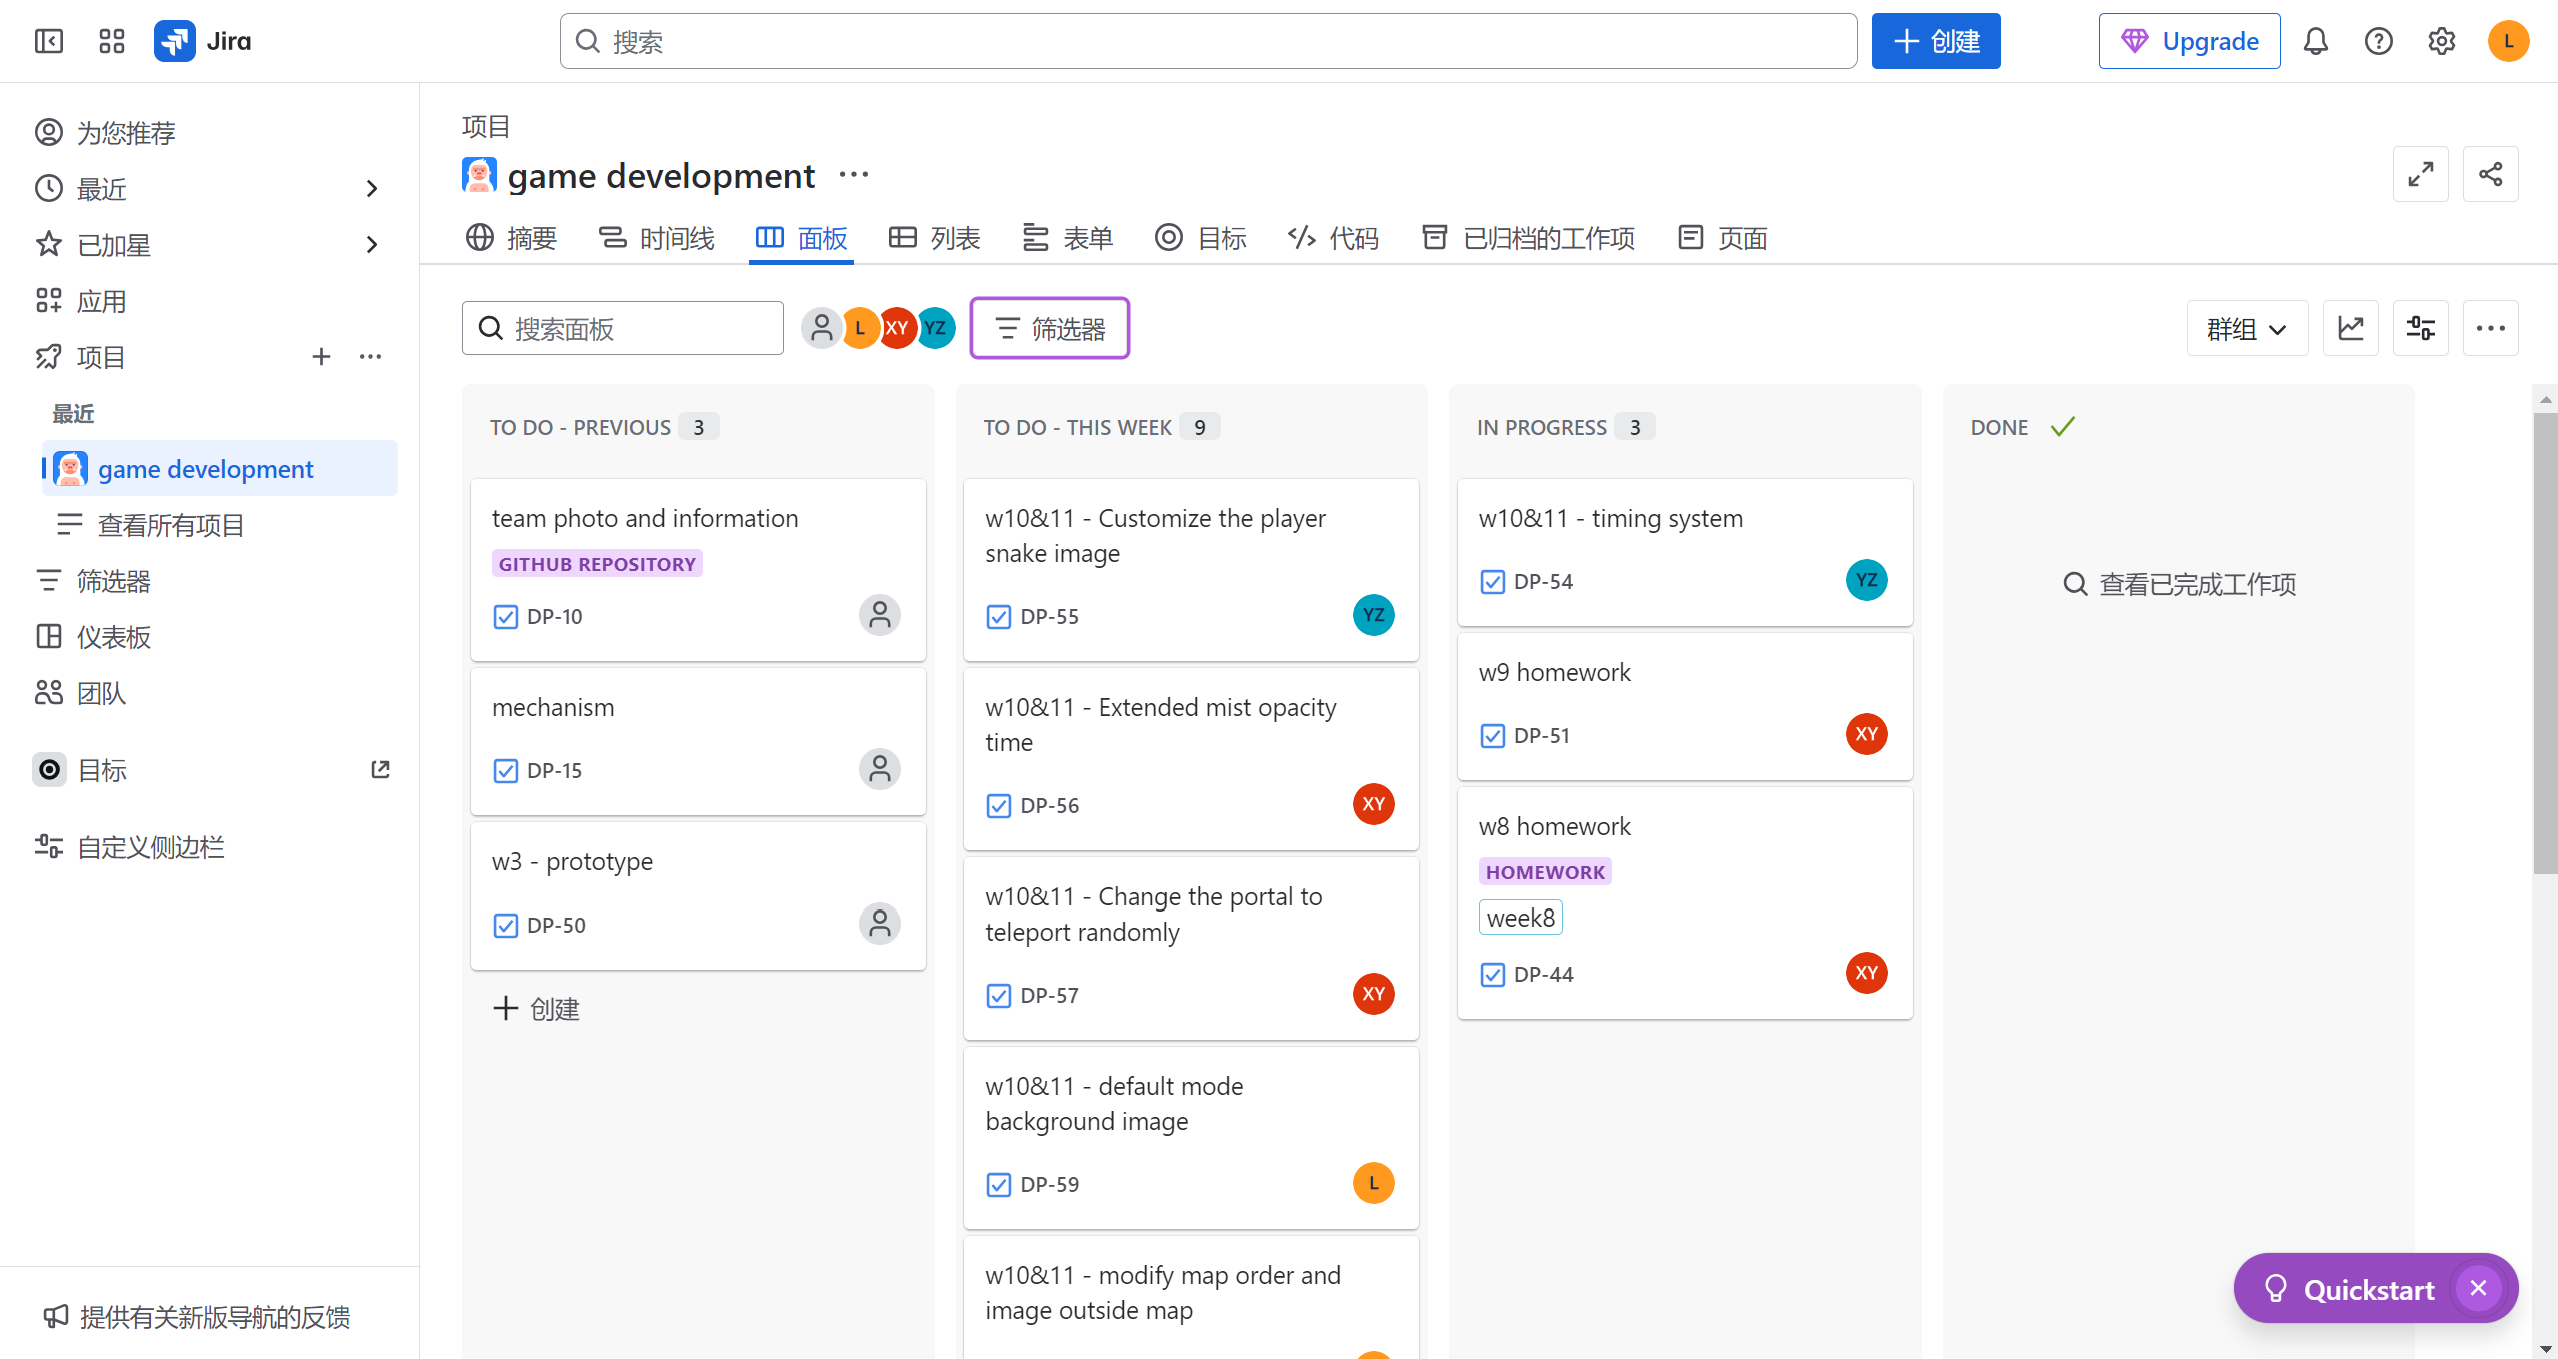 Jira
搜索
创建
Upgrade
L
为您推荐
最近
已加星
应用
项目
最近
game development
查看所有项目
筛选器
仪表板
团队
目标
自定义侧边栏
提供有关新版导航的反馈
项目
game development
摘要 时间线 面板 列表 表单 目标 代码 已归档的工作项 页面
搜索面板
L XY YZ
筛选器
群组
TO DO - PREVIOUS 3
team photo and information
GITHUB REPOSITORY
DP-10
mechanism
DP-15
w3 - prototype
DP-50
创建
TO DO - THIS WEEK 9
w10&11 - Customize the player
snake image
DP-55 YZ
w10&11 - Extended mist opacity
time
DP-56 XY
w10&11 - Change the portal to
teleport randomly
DP-57 XY
w10&11 - default mode
background image
DP-59 L
w10&11 - modify map order and
image outside map
IN PROGRESS 3
w10&11 - timing system
DP-54 YZ
w9 homework
DP-51 XY
w8 homework
HOMEWORK
week8
DP-44 XY
DONE
查看已完成工作项
Quickstart